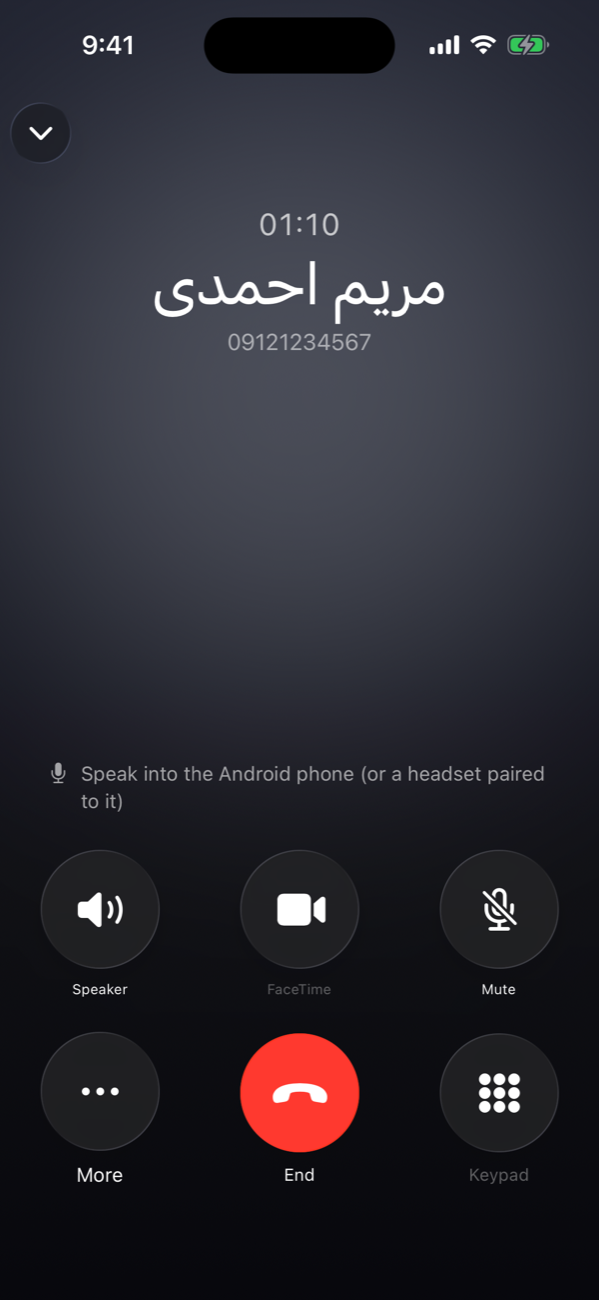 9:41
01:10
مریم احمدی
09121234567
Speak into the Android phone (or a headset paired
to it)
Speaker
FaceTime
Mute
More
End
Keypad